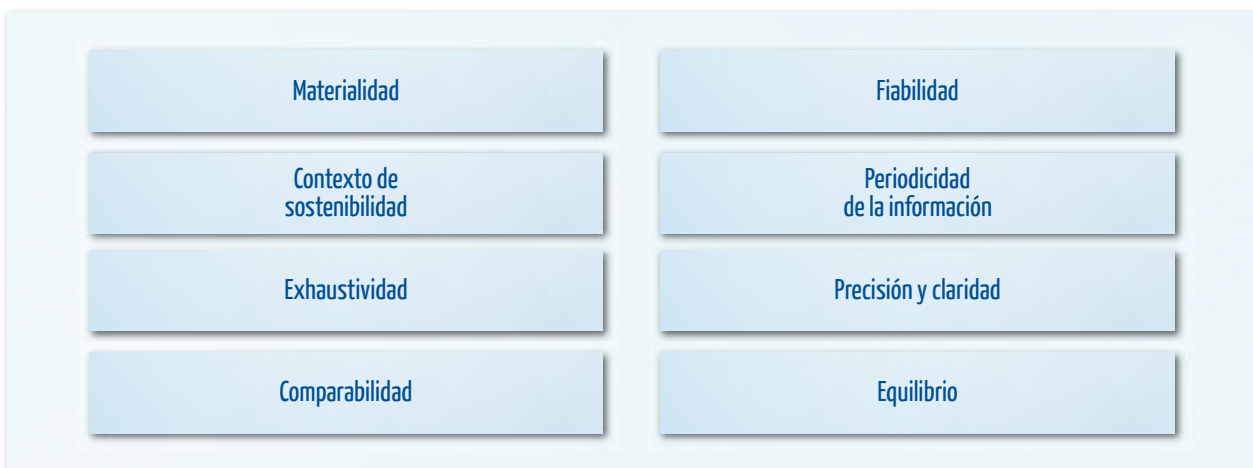 Materialidad
Fiabilidad
Contexto de
sostenibilidad
Periodicidad
de la información
Exhaustividad
Precisión y claridad
Comparabilidad
Equilibrio